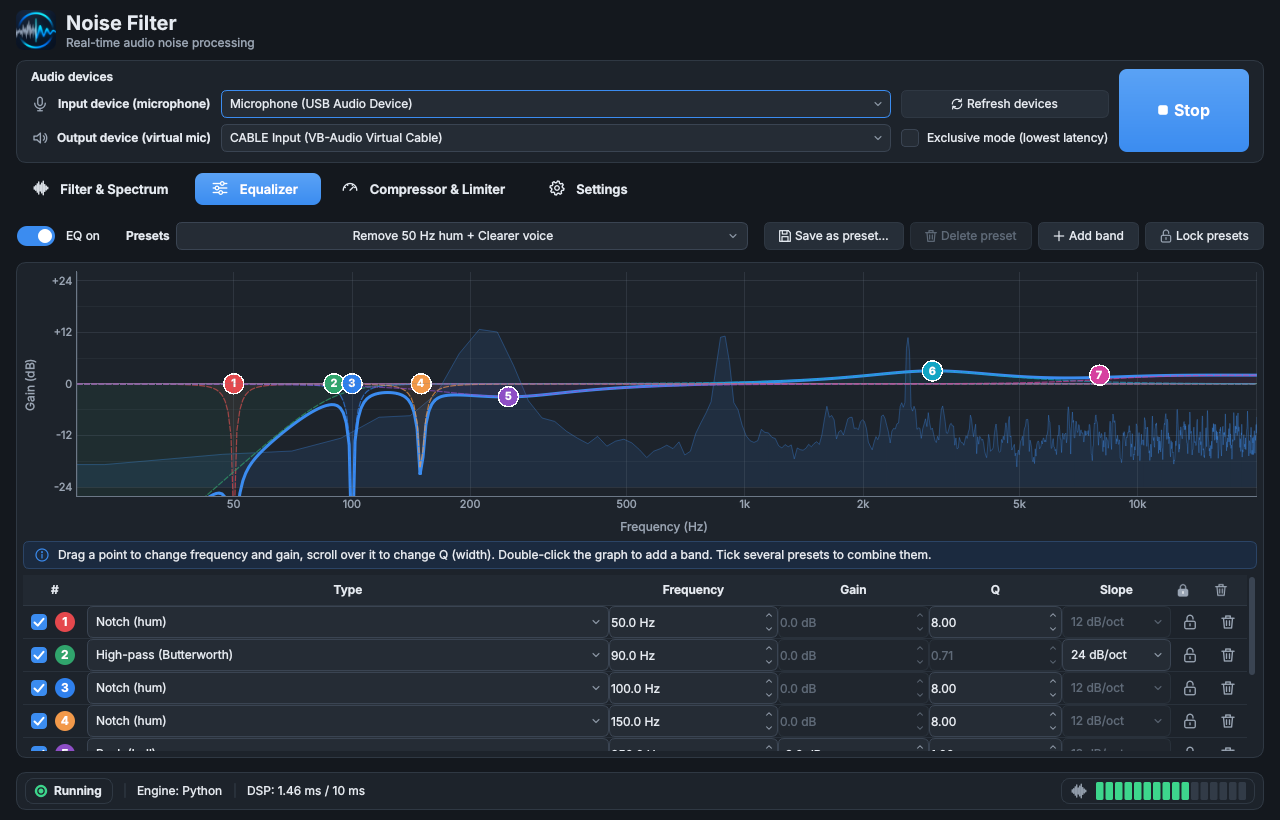 Noise Filter
Real-time audio noise processing
Audio devices
Input device (microphone) Microphone (USB Audio Device) Refresh devices
Stop
Output device (virtual mic) CABLE Input (VB-Audio Virtual Cable) Exclusive mode (lowest latency)
Filter & Spectrum Equalizer Compressor & Limiter Settings
EQ on Presets Remove 50 Hz hum + Clearer voice Save as preset... Delete preset + Add band Lock presets
+24
+12
0
-12
-24
Gain (dB)
1 2 3 4 5 6 7
50 100 200 500 1k 2k 5k 10k
Frequency (Hz)
Drag a point to change frequency and gain, scroll over it to change Q (width). Double-click the graph to add a band. Tick several presets to combine them.
# Type Frequency Gain Q Slope
1 Notch (hum) 50.0 Hz 0.0 dB 8.00 12 dB/oct
2 High-pass (Butterworth) 90.0 Hz 0.0 dB 0.71 24 dB/oct
3 Notch (hum) 100.0 Hz 0.0 dB 8.00 12 dB/oct
4 Notch (hum) 150.0 Hz 0.0 dB 8.00 12 dB/oct
Running Engine: Python DSP: 1.46 ms / 10 ms